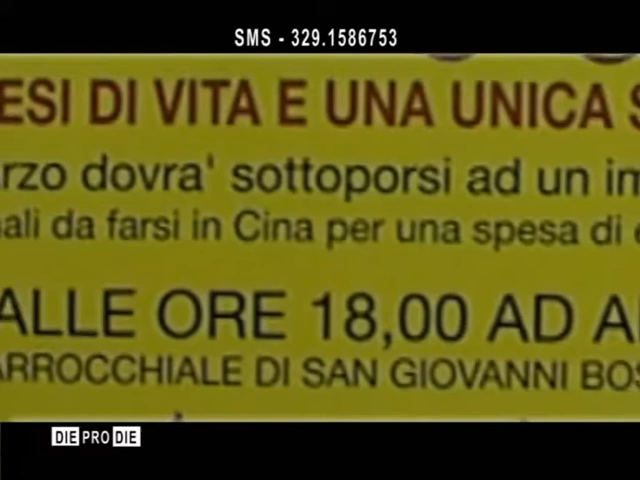 SMS - 329.1586753
ESI DI VITA E UNA UNICA S
rzo dovra' sottoporsi ad un im
ali da farsi in Cina per una spesa di
ALLE ORE 18,00 AD A
ARROCCHIALE DI SAN GIOVANNI BOS
DIE PRO DIE